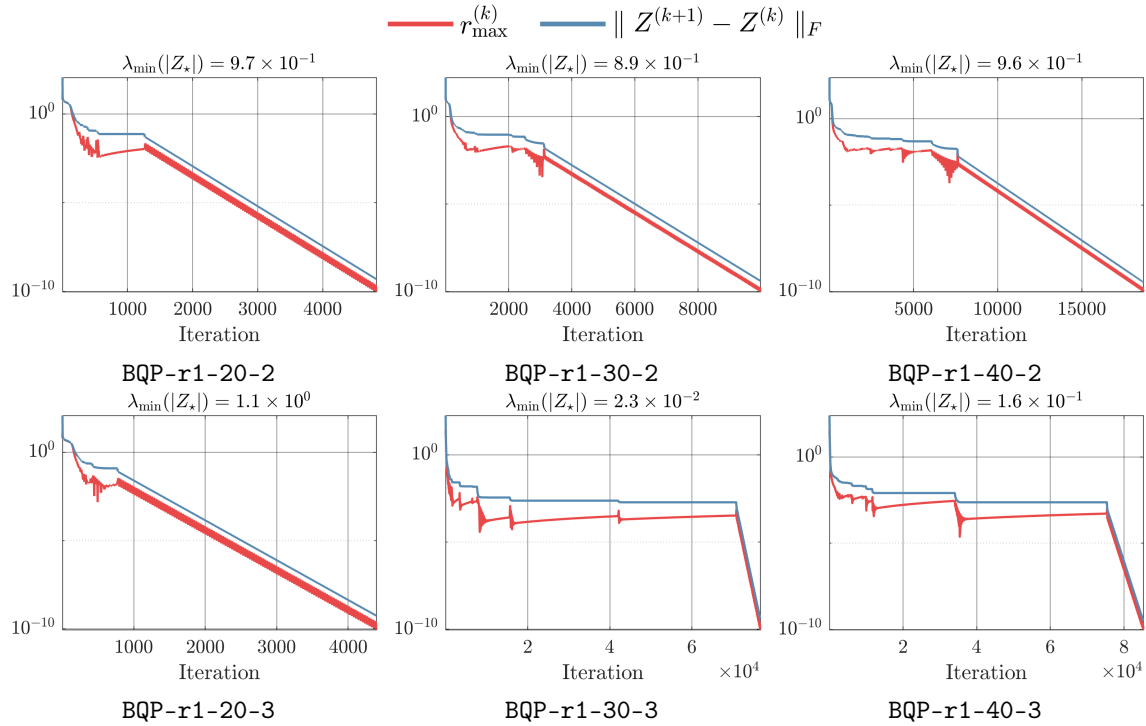 r_max^(k) ‖ Z^(k+1) − Z^(k) ‖_F
λ_min(|Z⋆|) = 9.7 × 10^−1
10^0
10^−10
1000 2000 3000 4000
Iteration
BQP-r1-20-2
λ_min(|Z⋆|) = 8.9 × 10^−1
10^0
10^−10
2000 4000 6000 8000
Iteration
BQP-r1-30-2
λ_min(|Z⋆|) = 9.6 × 10^−1
10^0
10^−10
5000 10000 15000
Iteration
BQP-r1-40-2
λ_min(|Z⋆|) = 1.1 × 10^0
10^0
10^−10
1000 2000 3000 4000
Iteration
BQP-r1-20-3
λ_min(|Z⋆|) = 2.3 × 10^−2
10^0
10^−10
2 4 6
Iteration ×10^4
BQP-r1-30-3
λ_min(|Z⋆|) = 1.6 × 10^−1
10^0
10^−10
2 4 6 8
Iteration ×10^4
BQP-r1-40-3